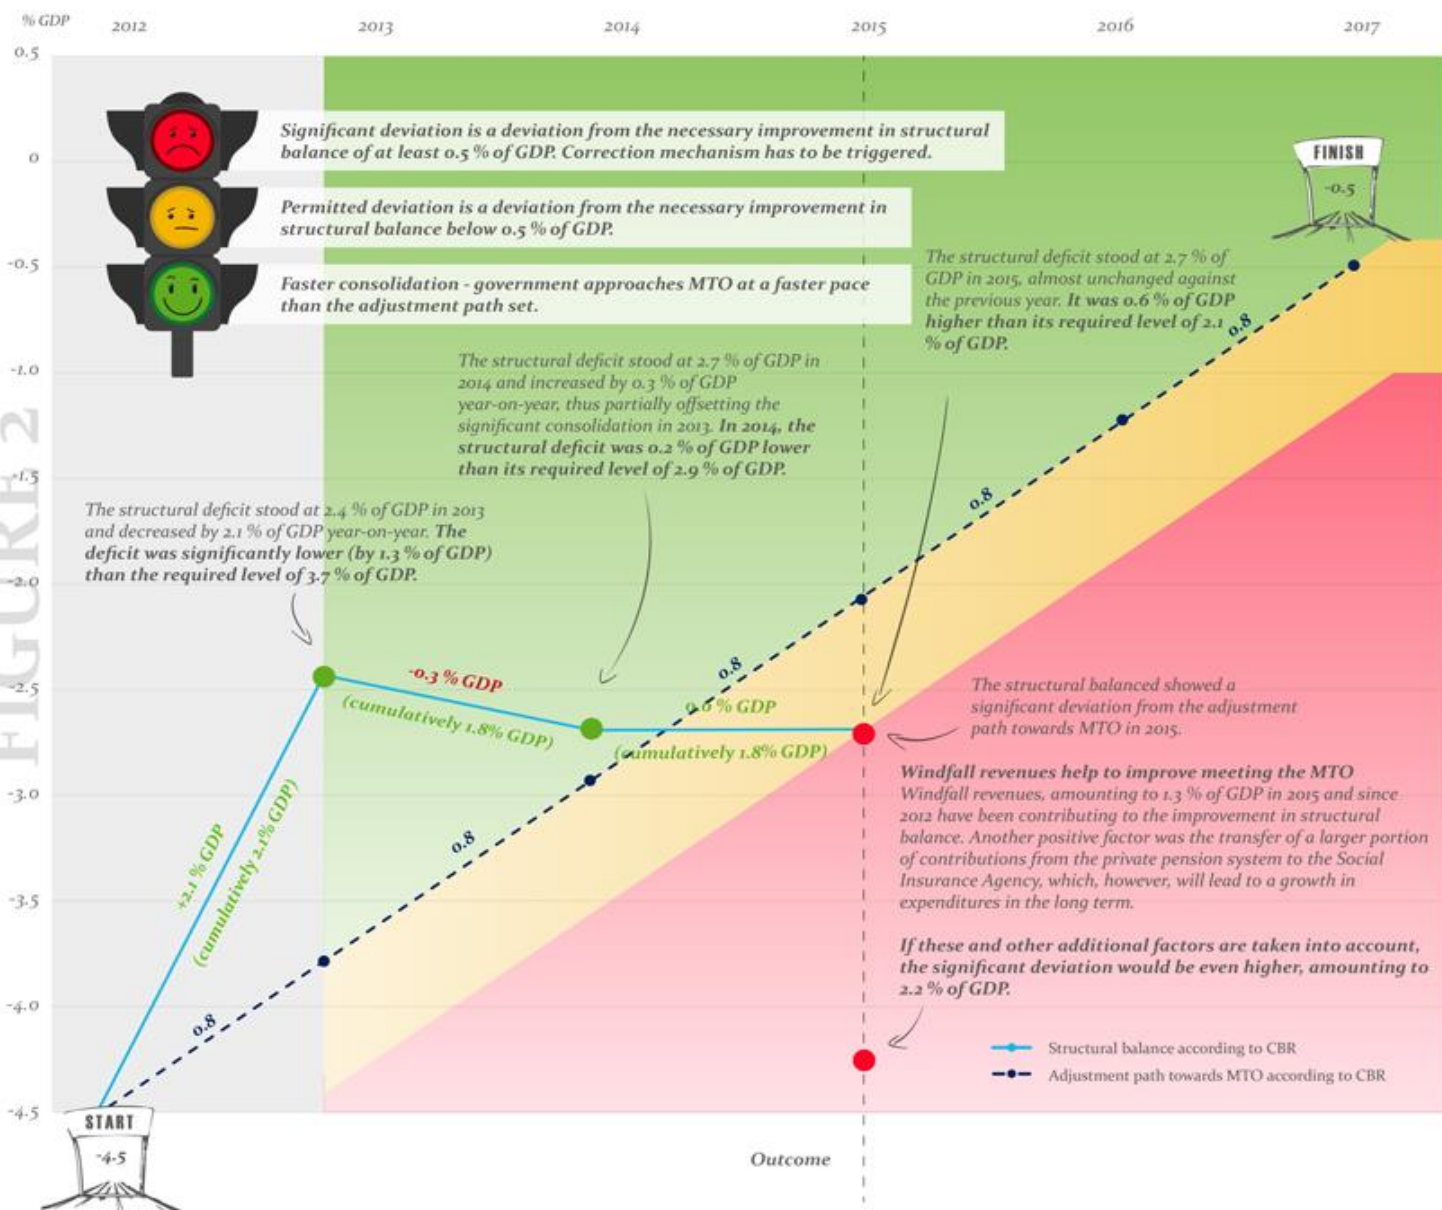 % GDP
2012 2013 2014 2015 2016 2017
0.5
0
-0.5
-1.0
-1.5
-2.0
-2.5
-3.0
-3.5
-4.0
-4.5
FIGURE 2
Significant deviation is a deviation from the necessary improvement in structural
balance of at least 0.5 % of GDP. Correction mechanism has to be triggered.
Permitted deviation is a deviation from the necessary improvement in
structural balance below 0.5 % of GDP.
Faster consolidation - government approaches MTO at a faster pace
than the adjustment path set.
FINISH
-0.5
The structural deficit stood at 2.7 % of
GDP in 2015, almost unchanged against
the previous year. It was 0.6 % of GDP
higher than its required level of 2.1
% of GDP.
The structural deficit stood at 2.7 % of GDP in
2014 and increased by 0.3 % of GDP
year-on-year, thus partially offsetting the
significant consolidation in 2013. In 2014, the
structural deficit was 0.2 % of GDP lower
than its required level of 2.9 % of GDP.
The structural deficit stood at 2.4 % of GDP in 2013
and decreased by 2.1 % of GDP year-on-year. The
deficit was significantly lower (by 1.3 % of GDP)
than the required level of 3.7 % of GDP.
0.8
0.8
0.8
0.8
0.8
-0.3 % GDP
(cumulatively 1.8% GDP)
0.0 % GDP
(cumulatively 1.8% GDP)
+2.1 % GDP
(cumulatively 2.1% GDP)
The structural balanced showed a
significant deviation from the adjustment
path towards MTO in 2015.
Windfall revenues help to improve meeting the MTO
Windfall revenues, amounting to 1.3 % of GDP in 2015 and since
2012 have been contributing to the improvement in structural
balance. Another positive factor was the transfer of a larger portion
of contributions from the private pension system to the Social
Insurance Agency, which, however, will lead to a growth in
expenditures in the long term.
If these and other additional factors are taken into account,
the significant deviation would be even higher, amounting to
2.2 % of GDP.
Structural balance according to CBR
Adjustment path towards MTO according to CBR
START
-4.5
Outcome